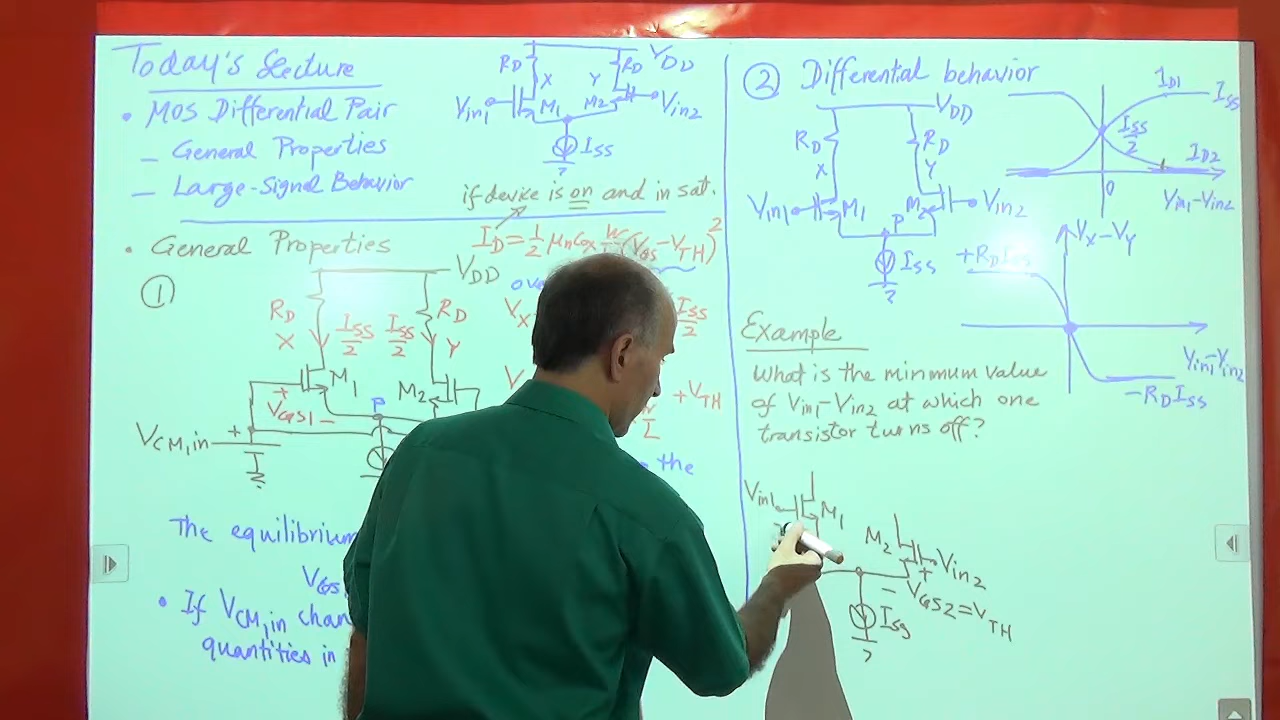 Today's Lecture
• MOS Differential Pair
– General Properties
– Large-Signal Behavior
RD RD VDD
X Y
Vin1 M1 M2 Vin2
ISS
if device is on and in sat.
• General Properties
ID = 1/2 μnCox W/L (VGS – VTH)²
①
VDD
RD ISS/2 ISS/2 RD
X Y
M1 M2
+ VGS1 – P
VCM,in +
VX ISS/2
+ VTH
the
The equilibrium
VGS
• If VCM,in
quantities in
② Differential behavior
VDD
RD RD
X Y
Vin1 M1 P M2 Vin2
ISS
ID1 ISS
ISS/2
ID2
0 Vin1 – Vin2
VX – VY
+RD ISS
Vin1 – Vin2
– RD ISS
Example
What is the minimum value
of Vin1 – Vin2 at which one
transistor turns off?
Vin1 M1
M2 Vin2
+
– VGS2 = VTH
ISS